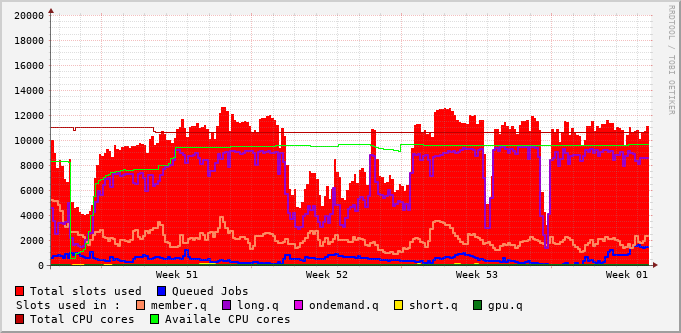 RRDTOOL / TOBI OETIKER
20000
18000
16000
14000
12000
10000
8000
6000
4000
2000
0
Week 51 Week 52 Week 53 Week 01
Total slots used Queued Jobs
Slots used in : member.q long.q ondemand.q short.q gpu.q
Total CPU cores Availale CPU cores